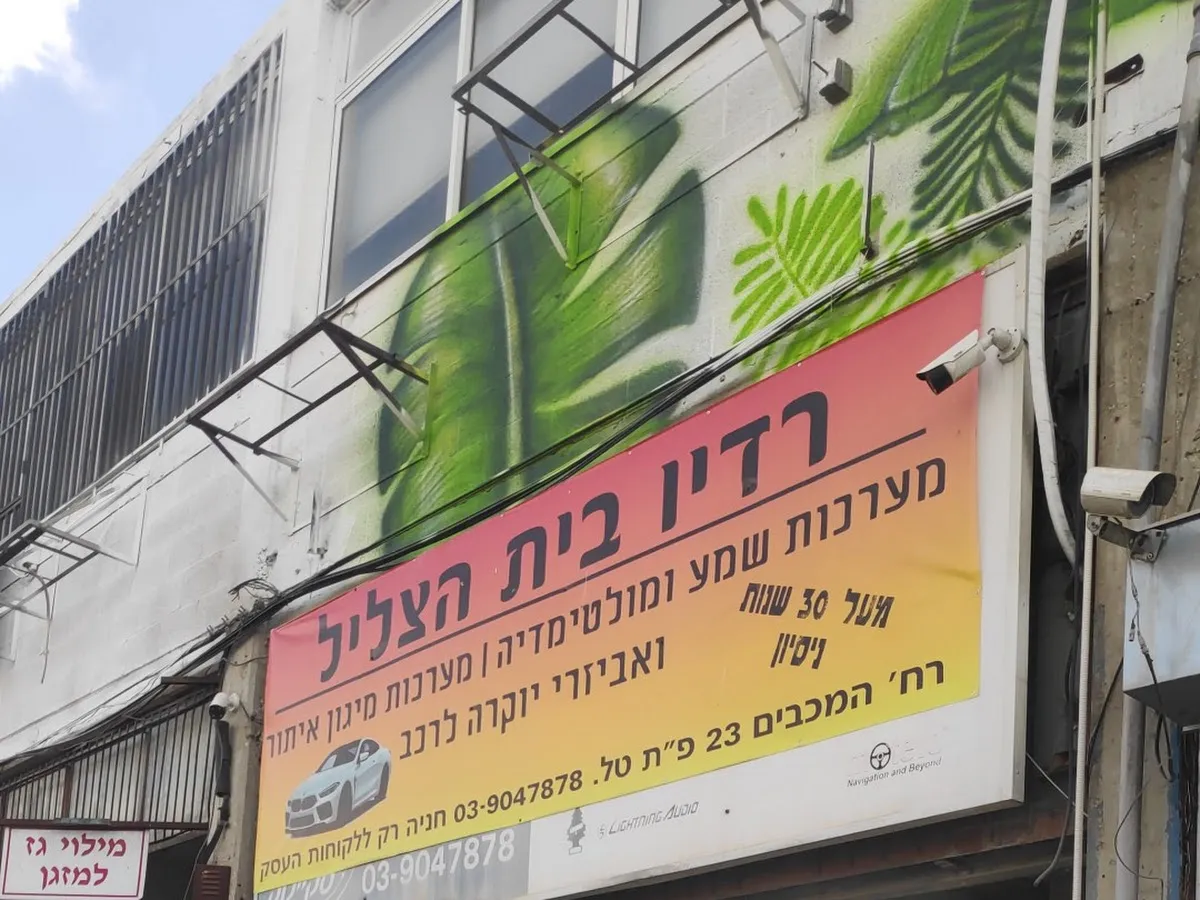 רדיו בית הצליל
מערכות שמע ומולטימדיה | מערכות מיגון איתור
ואביזרי יוקרה לרכב
מעל 30 שנות
ניסיון
רח׳ המכבים 23 פ״ת טל. 03-9047878 חניה רק ללקוחות העסק
03-9047878
Lightning Audio
Navigation and Beyond
מילוי גז
למזגן